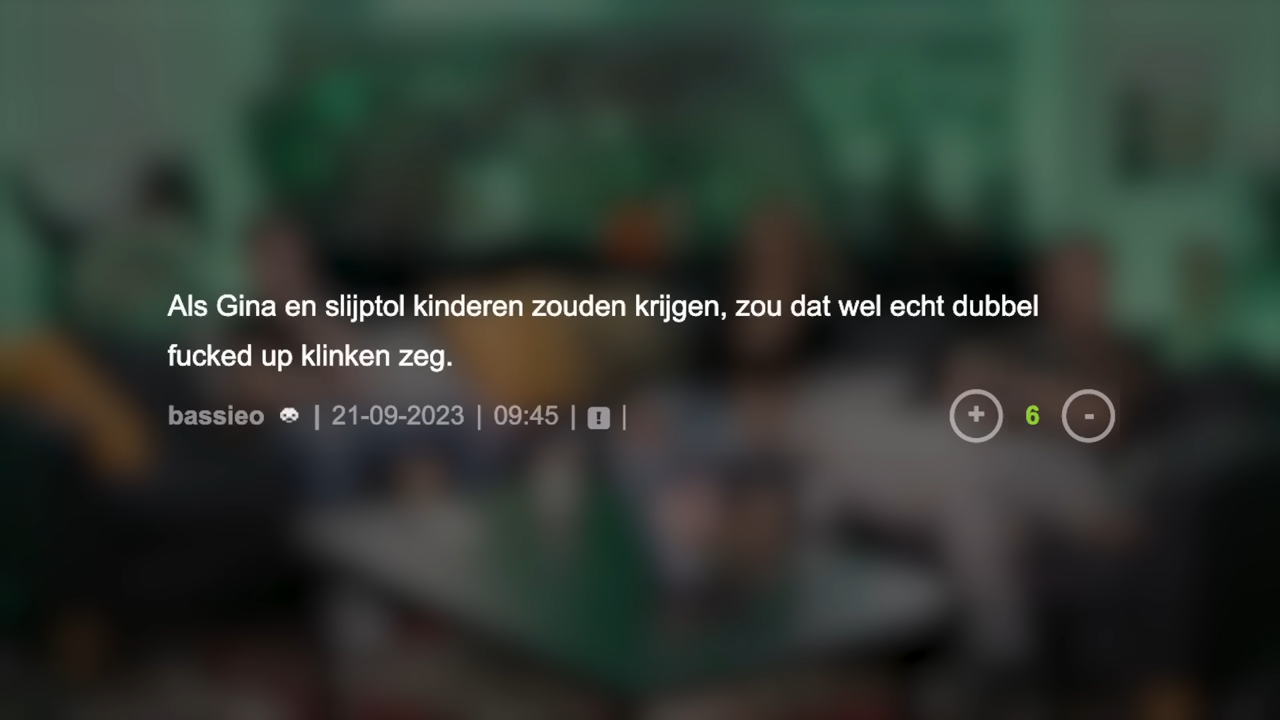 Als Gina en slijptol kinderen zouden krijgen, zou dat wel echt dubbel
fucked up klinken zeg.
bassieo | 21-09-2023 | 09:45 | ! | + 6 -